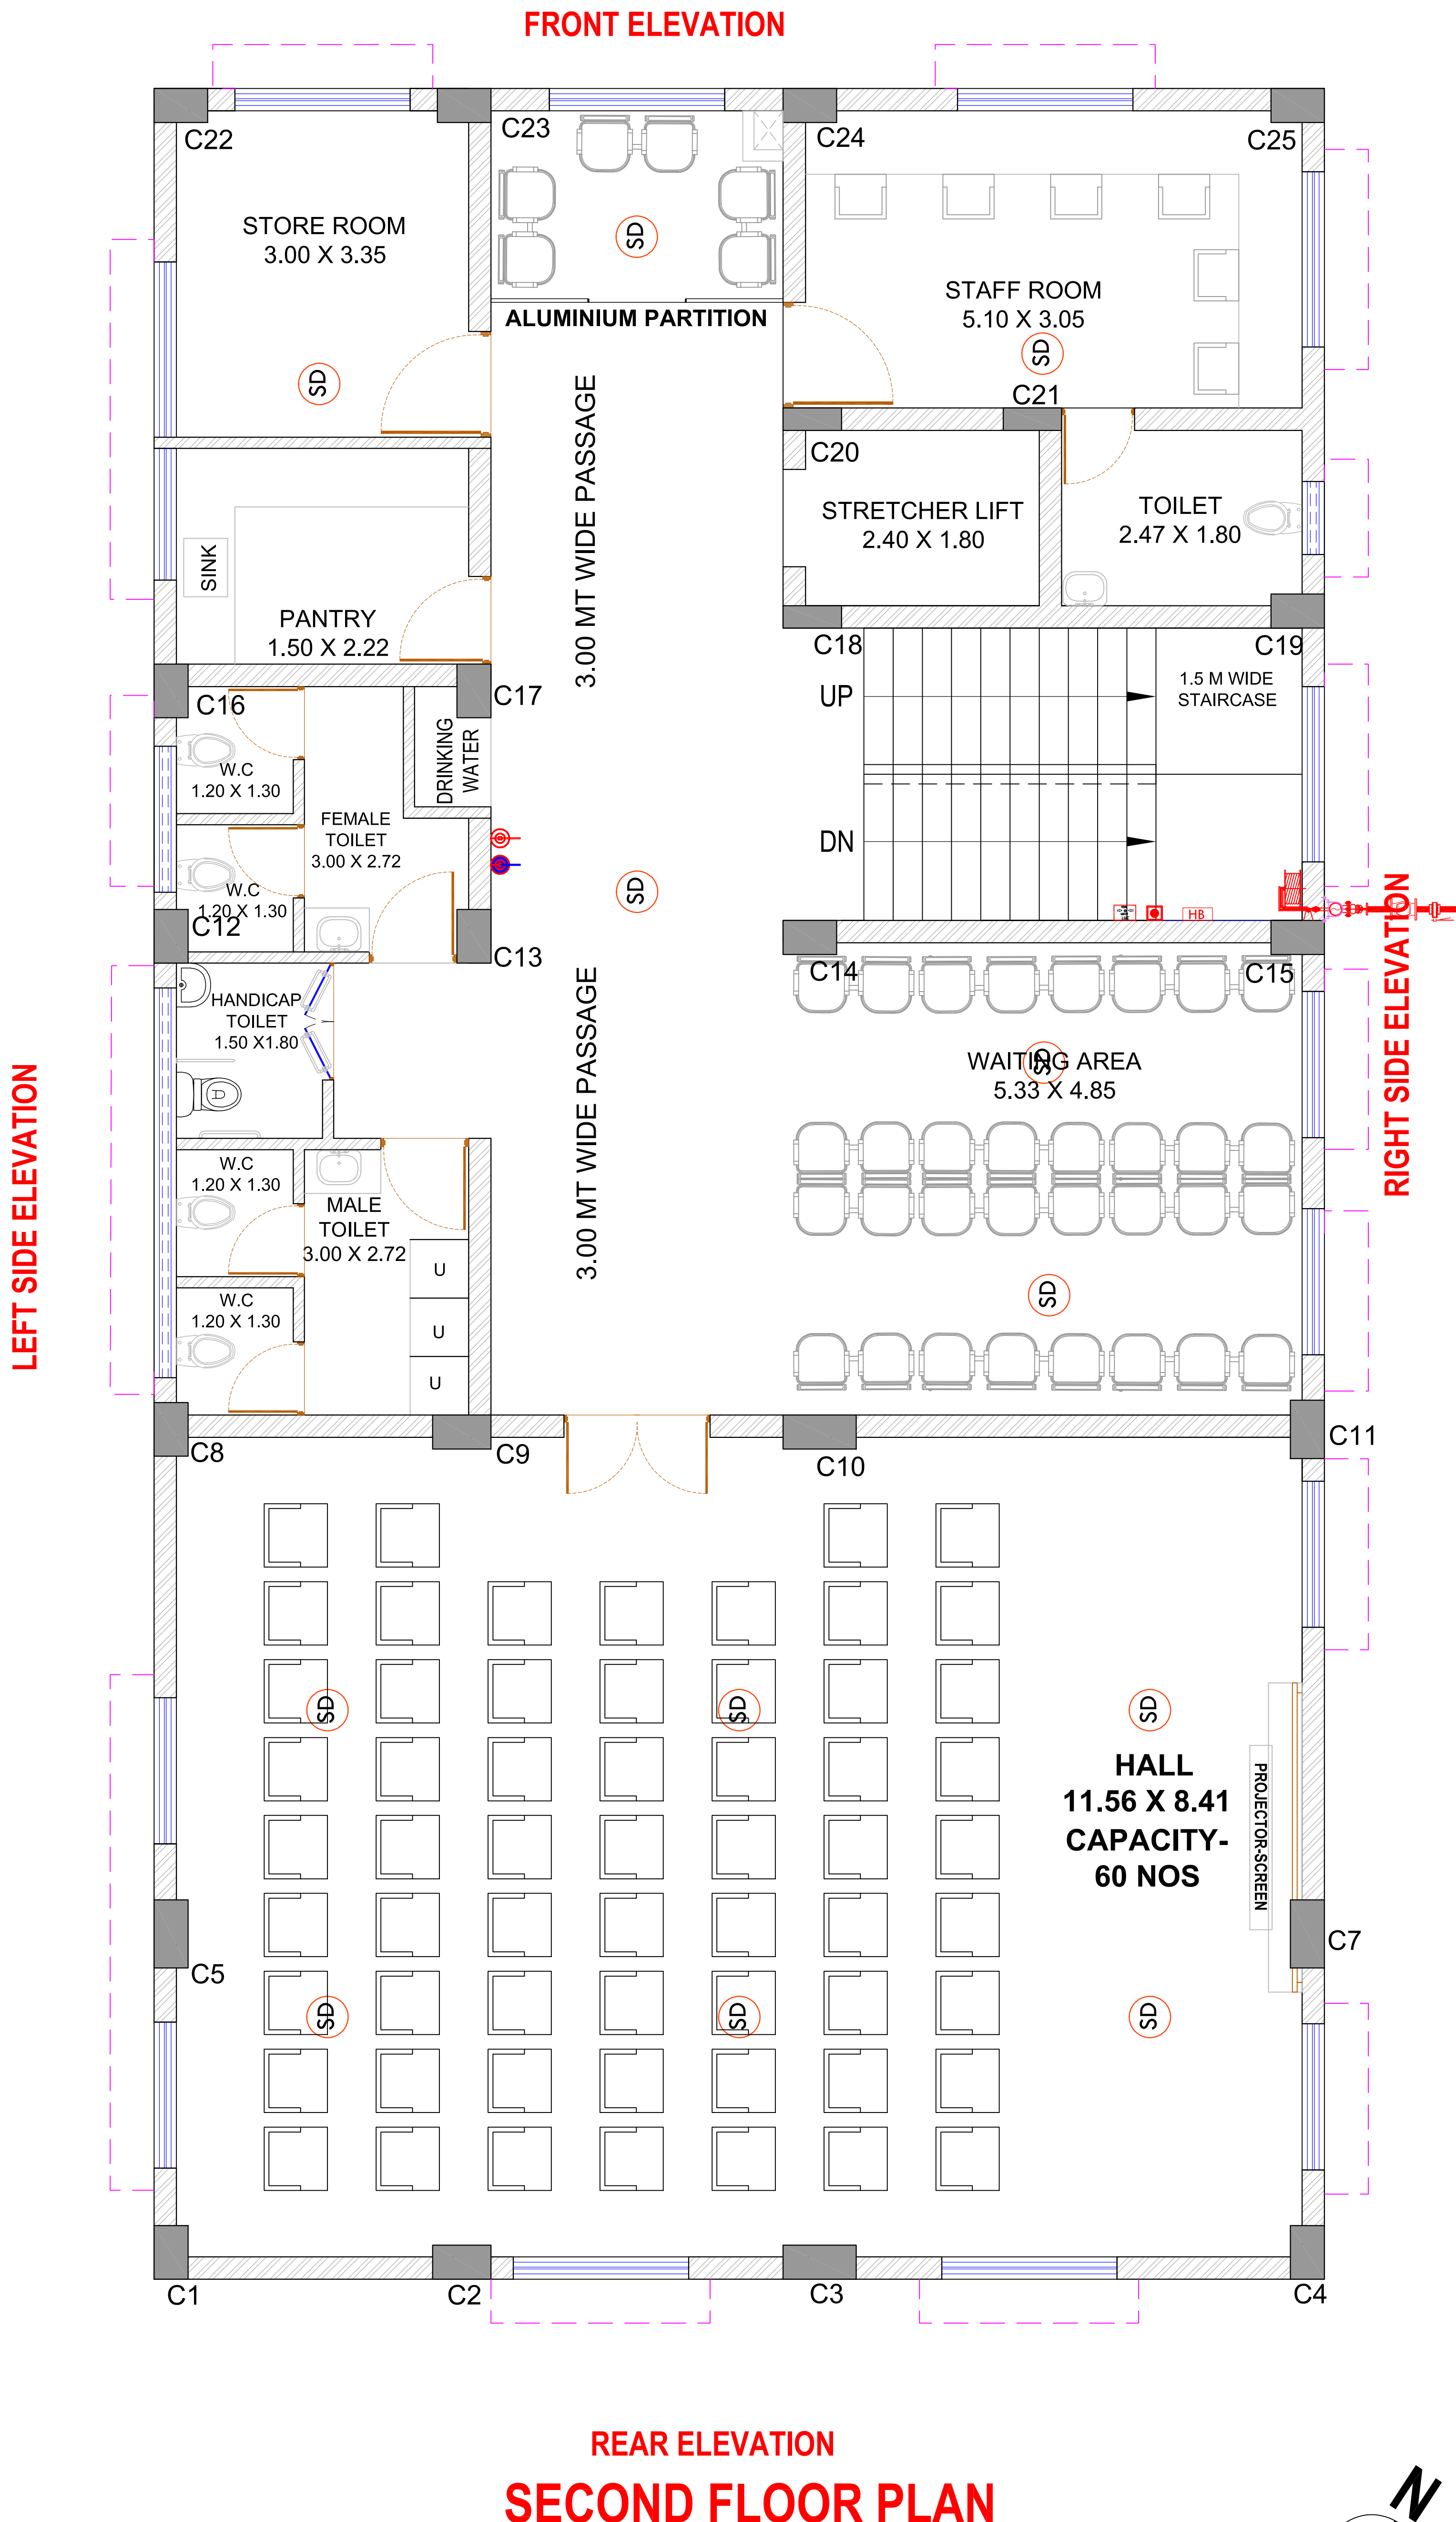 FRONT ELEVATION
C22
C23
C24
C25
STORE ROOM
3.00 X 3.35
SD
SD
ALUMINIUM PARTITION
STAFF ROOM
5.10 X 3.05
SD
C21
C20
3.00 MT WIDE PASSAGE
STRETCHER LIFT
2.40 X 1.80
TOILET
2.47 X 1.80
SINK
PANTRY
1.50 X 2.22
C18
C19
C16
C17
UP
1.5 M WIDE
STAIRCASE
DRINKING
WATER
W.C
1.20 X 1.30
FEMALE
TOILET
3.00 X 2.72
DN
W.C
1.20 X 1.30
C12
SD
HB
C13
C14
C15
HANDICAP
TOILET
1.50 X1.80
3.00 MT WIDE PASSAGE
WAITING AREA
5.33 X 4.85
SD
LEFT SIDE ELEVATION
RIGHT SIDE ELEVATION
W.C
1.20 X 1.30
MALE
TOILET
3.00 X 2.72
U
U
U
W.C
1.20 X 1.30
SD
C8
C9
C10
C11
SD
SD
SD
HALL
11.56 X 8.41
CAPACITY-
60 NOS
PROJECTOR-SCREEN
C5
C7
SD
SD
SD
C1
C2
C3
C4
REAR ELEVATION
SECOND FLOOR PLAN
N